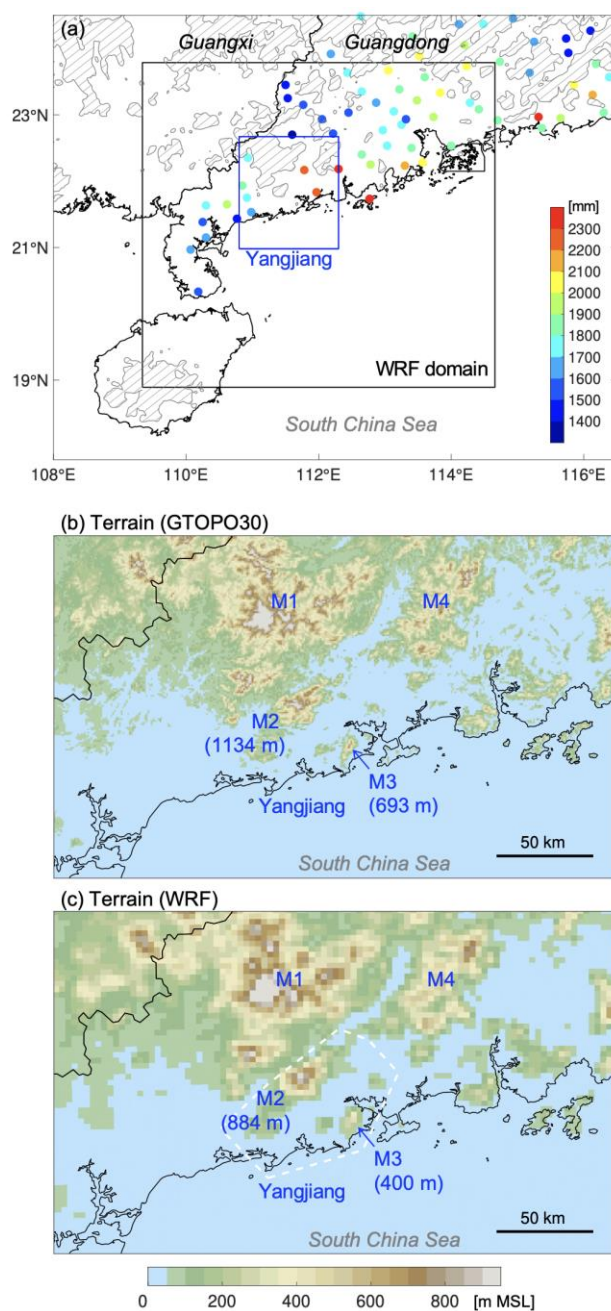 (a)
Guangxi
Guangdong
23°N
21°N
19°N
Yangjiang
WRF domain
South China Sea
[mm]
2300
2200
2100
2000
1900
1800
1700
1600
1500
1400
108°E
110°E
112°E
114°E
116°E
(b) Terrain (GTOPO30)
M1
M4
M2
(1134 m)
M3
(693 m)
Yangjiang
South China Sea
50 km
(c) Terrain (WRF)
M1
M4
M2
(884 m)
M3
(400 m)
Yangjiang
South China Sea
50 km
0 200 400 600 800 [m MSL]